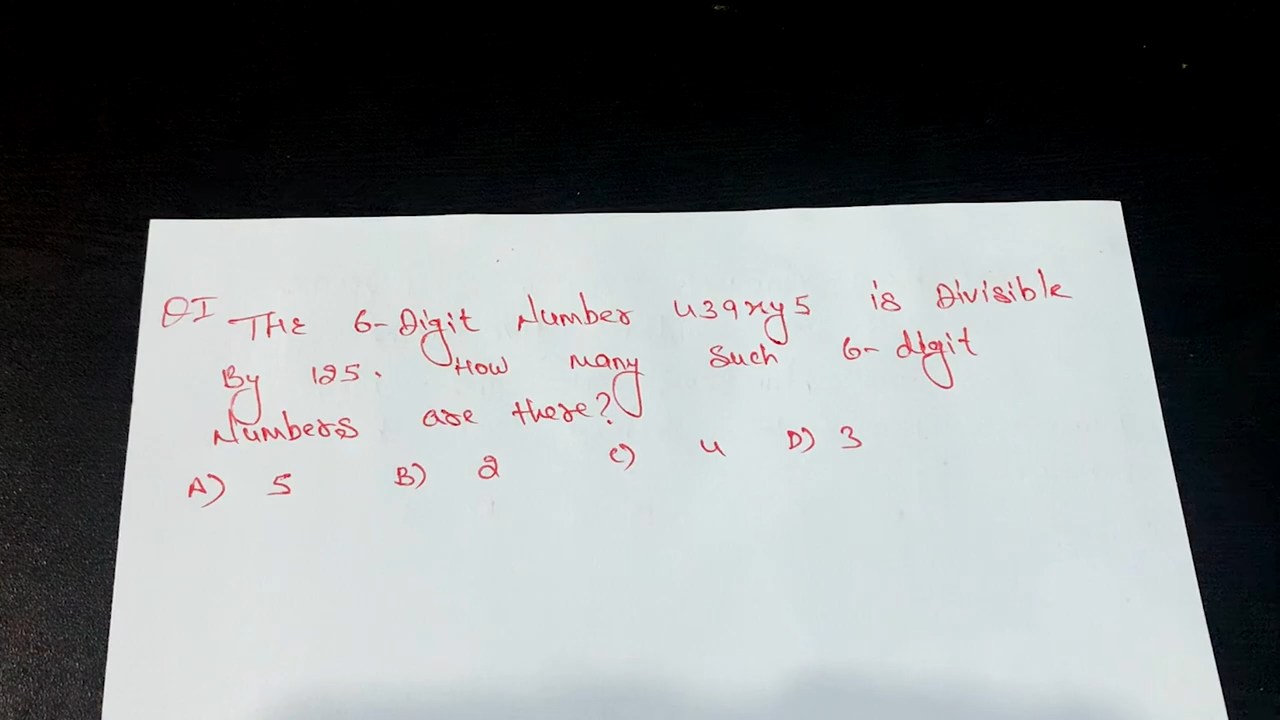 Q1 THE 6-Digit Number 439xy5 is Divisible
By 125. How many such 6-digit
Numbers are there?
A) 5 B) 2 C) 4 D) 3